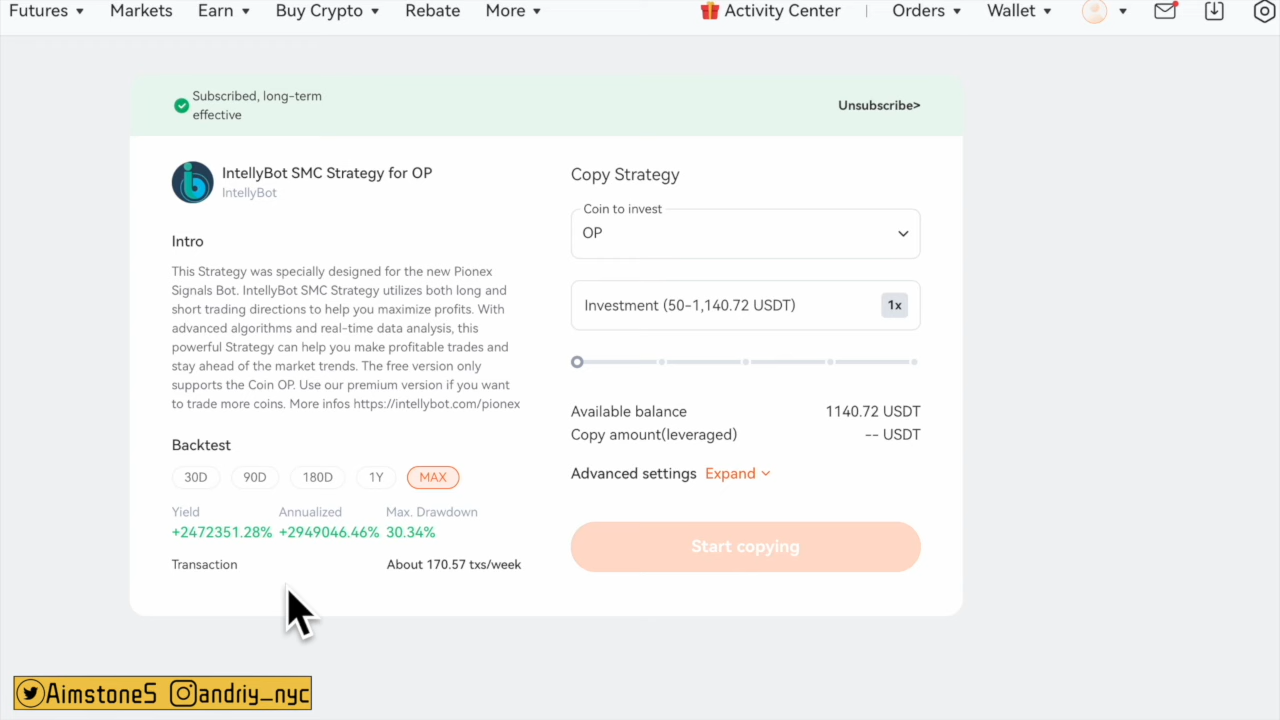 Futures Markets Earn Buy Crypto Rebate More Activity Center Orders Wallet
Subscribed, long-term
effective
Unsubscribe>
IntellyBot SMC Strategy for OP
IntellyBot
Intro
This Strategy was specially designed for the new Pionex
Signals Bot. IntellyBot SMC Strategy utilizes both long and
short trading directions to help you maximize profits. With
advanced algorithms and real-time data analysis, this
powerful Strategy can help you make profitable trades and
stay ahead of the market trends. The free version only
supports the Coin OP. Use our premium version if you want
to trade more coins. More infos https://intellybot.com/pionex
Backtest
30D 90D 180D 1Y MAX
Yield Annualized Max. Drawdown
+2472351.28% +2949046.46% 30.34%
Transaction About 170.57 txs/week
Copy Strategy
Coin to invest
OP
Investment (50-1,140.72 USDT) 1x
Available balance 1140.72 USDT
Copy amount(leveraged) -- USDT
Advanced settings Expand
Start copying
AimstoneS andriy_nyc